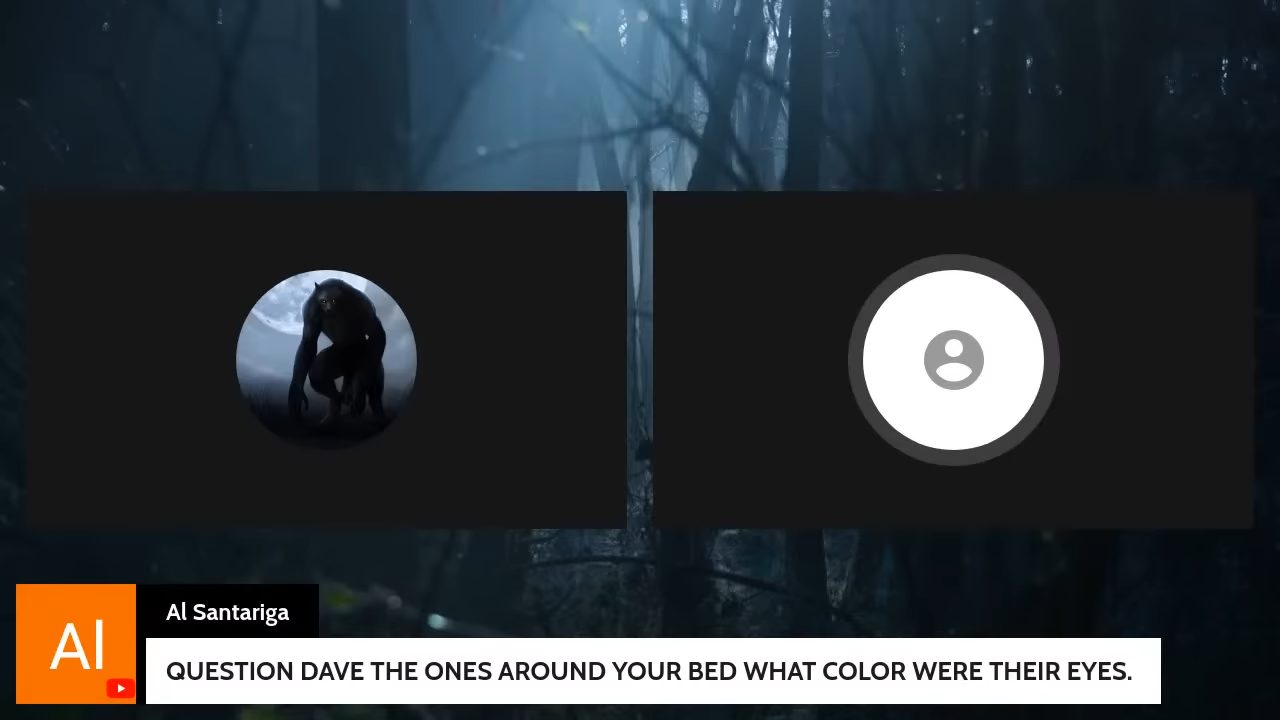 Al
Al Santariga
QUESTION DAVE THE ONES AROUND YOUR BED WHAT COLOR WERE THEIR EYES.